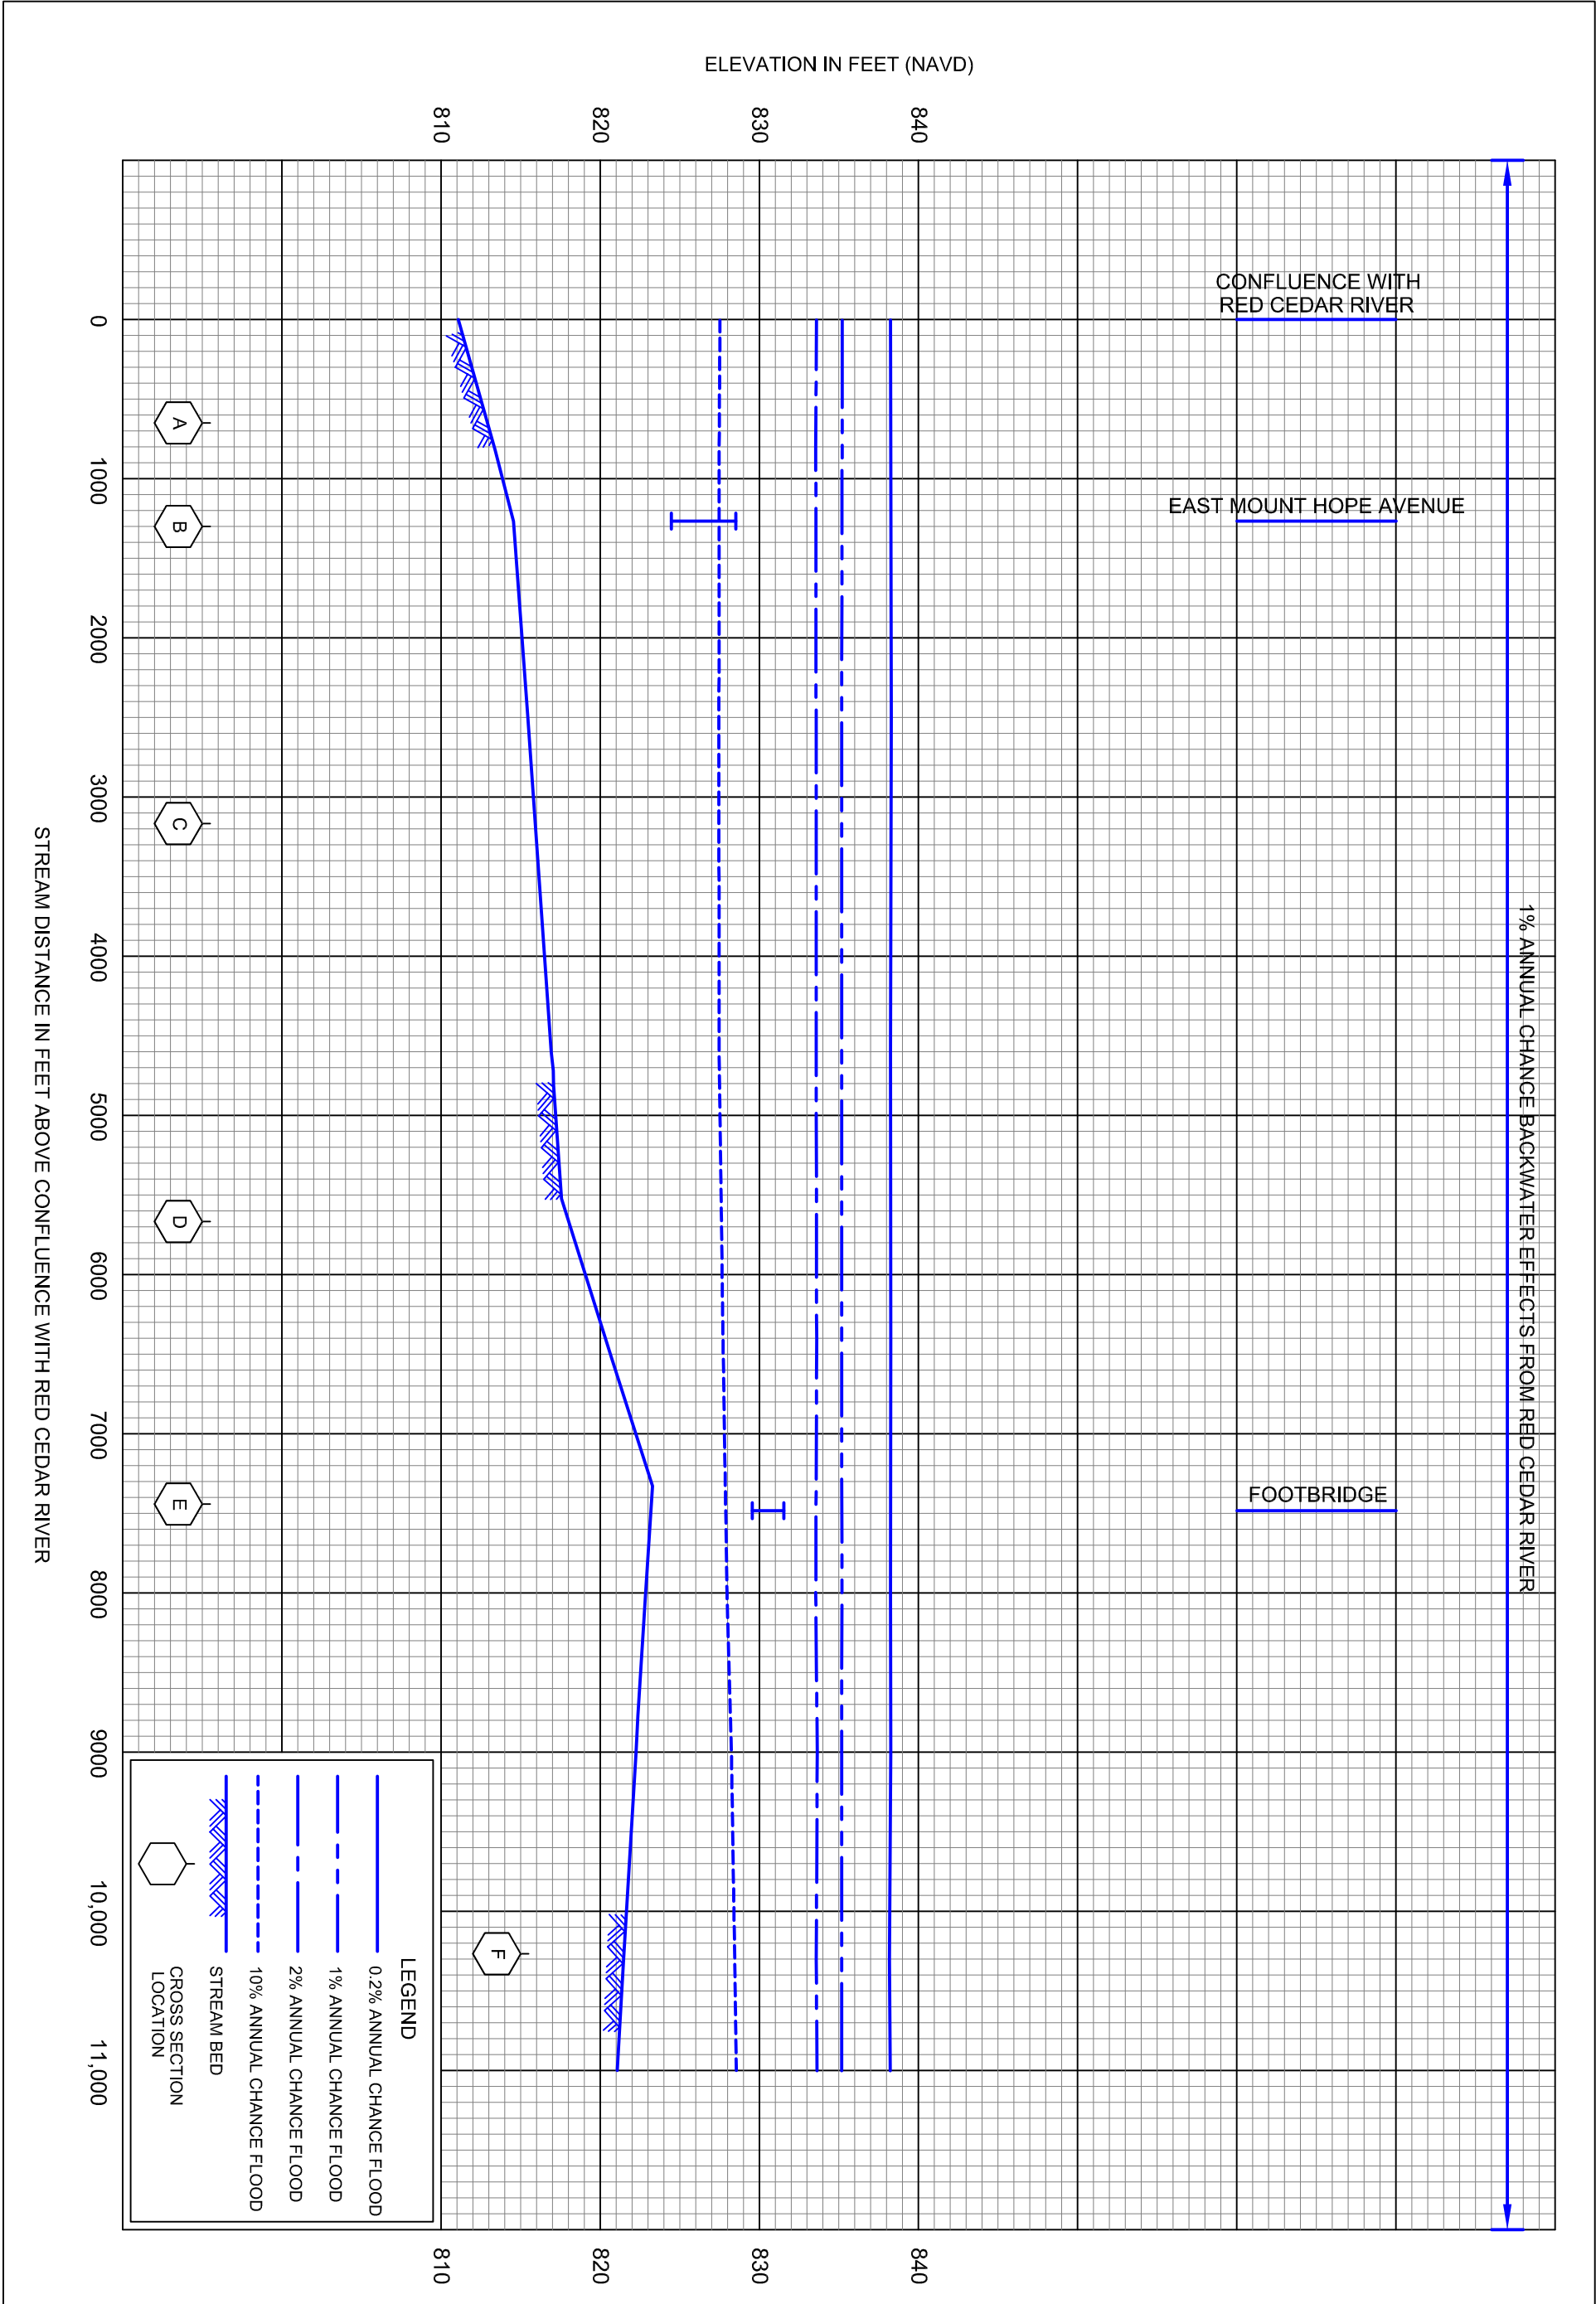 1% ANNUAL CHANCE BACKWATER EFFECTS FROM RED CEDAR RIVER
CONFLUENCE WITH
RED CEDAR RIVER
EAST MOUNT HOPE AVENUE
FOOTBRIDGE
ELEVATION IN FEET (NAVD)
840
830
820
810
840
830
820
810
A
B
C
D
E
F
0
1000
2000
3000
4000
5000
6000
7000
8000
9000
10,000
11,000
STREAM DISTANCE IN FEET ABOVE CONFLUENCE WITH RED CEDAR RIVER
LEGEND
0.2% ANNUAL CHANCE FLOOD
1% ANNUAL CHANCE FLOOD
2% ANNUAL CHANCE FLOOD
10% ANNUAL CHANCE FLOOD
STREAM BED
CROSS SECTION
LOCATION